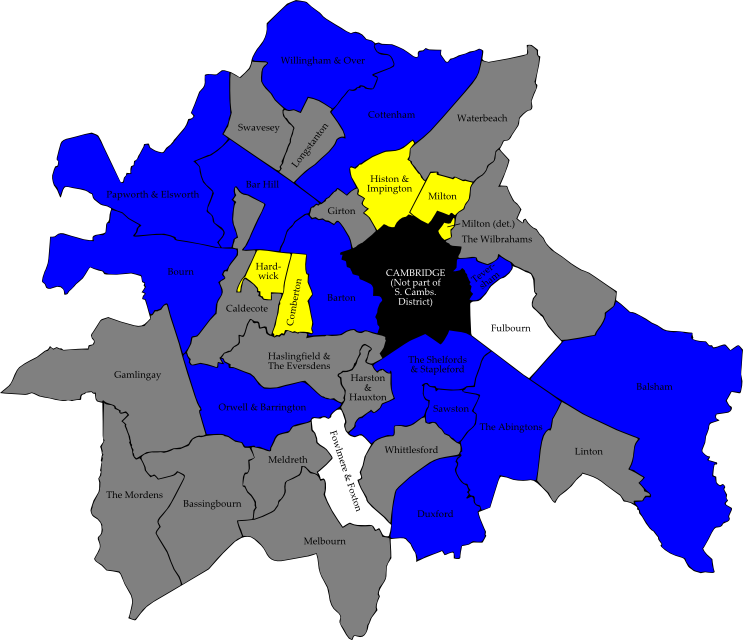 Willingham & Over
Cottenham
Waterbeach
Swavesey
Longstanton
Histon &
Impington
Milton
Bar Hill
Papworth & Elsworth
Girton
Milton (det.)
The Wilbrahams
Bourn
Hard-
wick
CAMBRIDGE
(Not part of
S. Cambs.
District)
Barton
Comberton
Caldecote
Fulbourn
Haslingfield &
The Eversdens
The Shelfords
& Stapleford
Gamlingay
Harston
&
Hauxton
Balsham
Orwell & Barrington
Sawston
The Abingtons
Fowlmere & Foxton
Whittlesford
Linton
Meldreth
The Mordens
Bassingbourn
Duxford
Melbourn